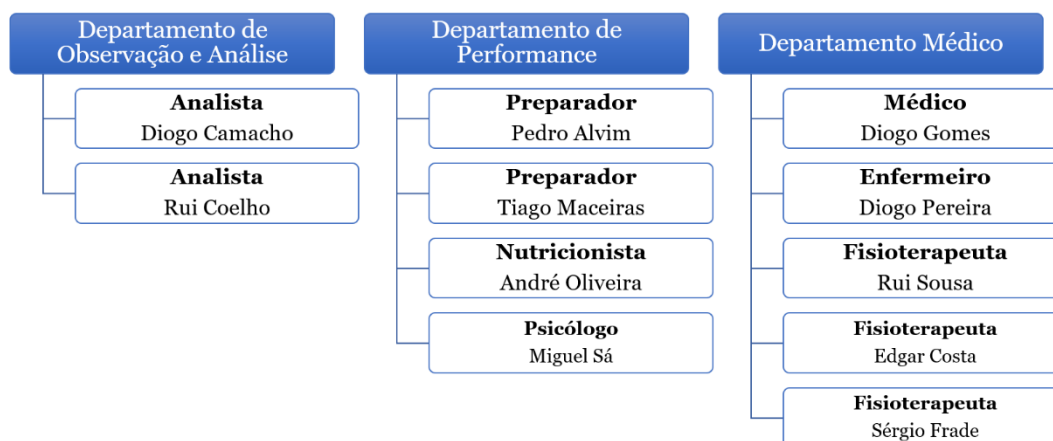 Departamento de
Observação e Análise
Analista
Diogo Camacho
Analista
Rui Coelho
Departamento de
Performance
Preparador
Pedro Alvim
Preparador
Tiago Maceiras
Nutricionista
André Oliveira
Psicólogo
Miguel Sá
Departamento Médico
Médico
Diogo Gomes
Enfermeiro
Diogo Pereira
Fisioterapeuta
Rui Sousa
Fisioterapeuta
Edgar Costa
Fisioterapeuta
Sérgio Frade